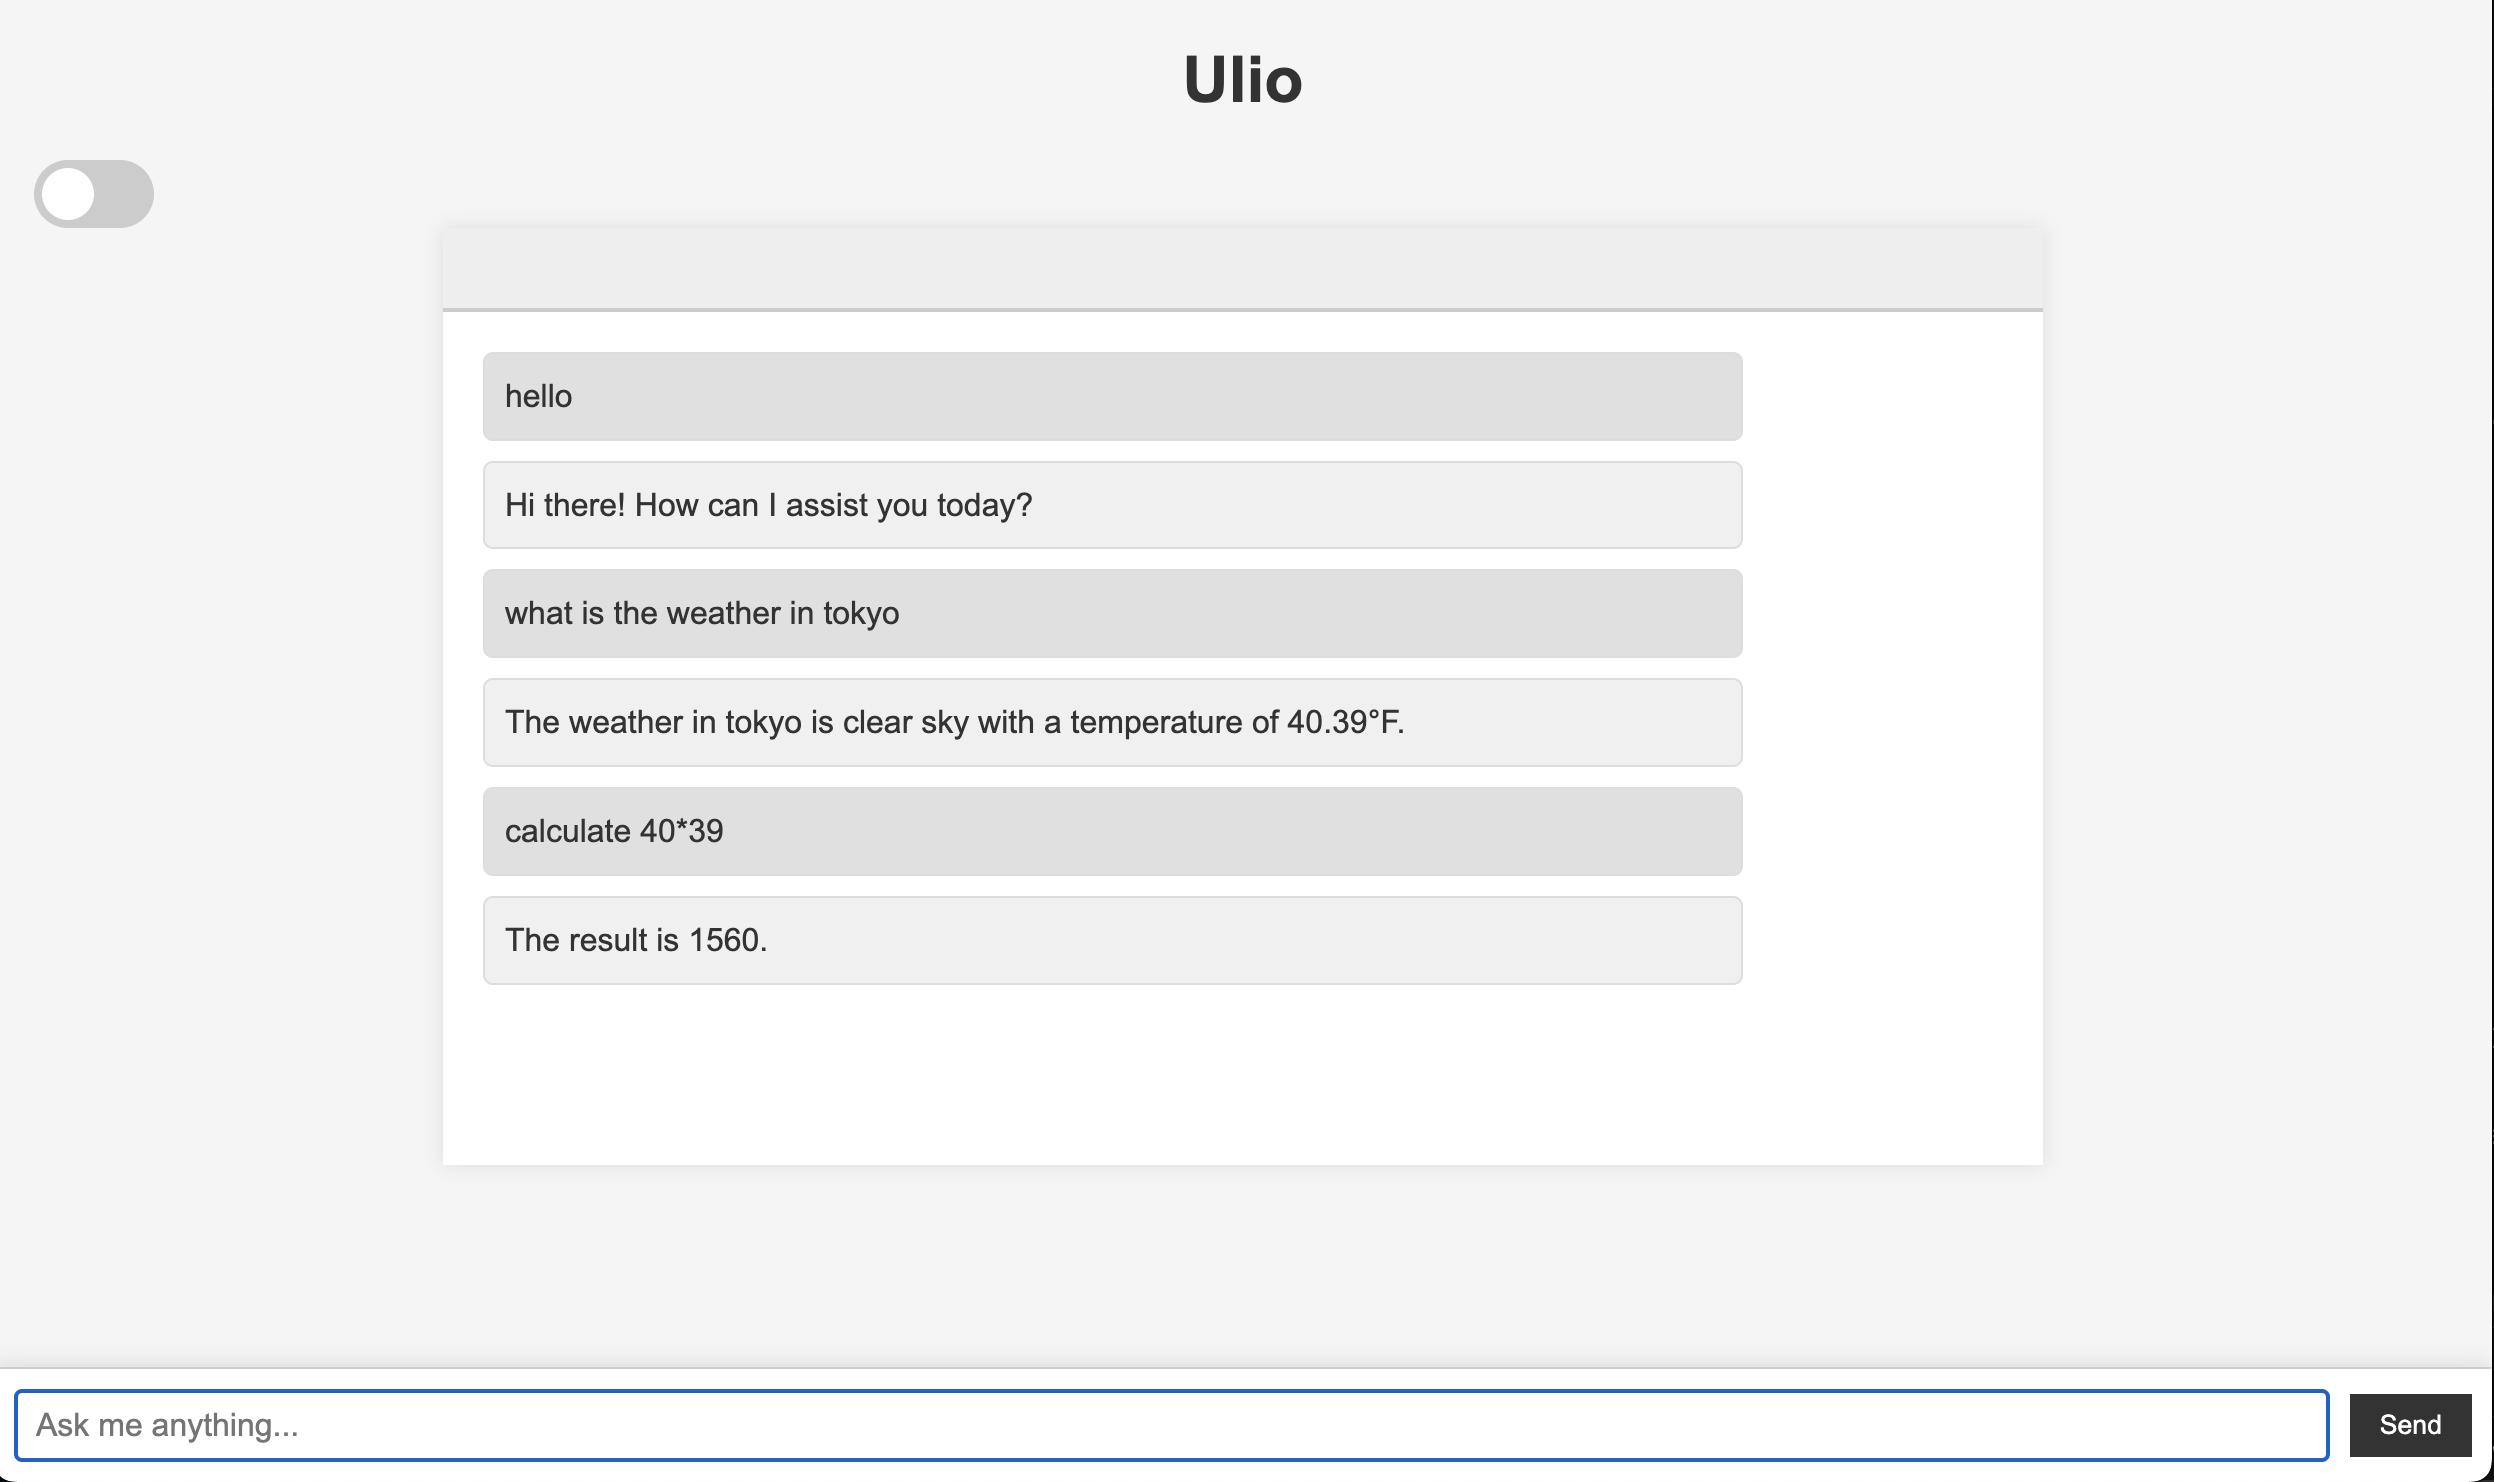 Ulio
hello
Hi there! How can I assist you today?
what is the weather in tokyo
The weather in tokyo is clear sky with a temperature of 40.39°F.
calculate 40*39
The result is 1560.
Ask me anything...
Send